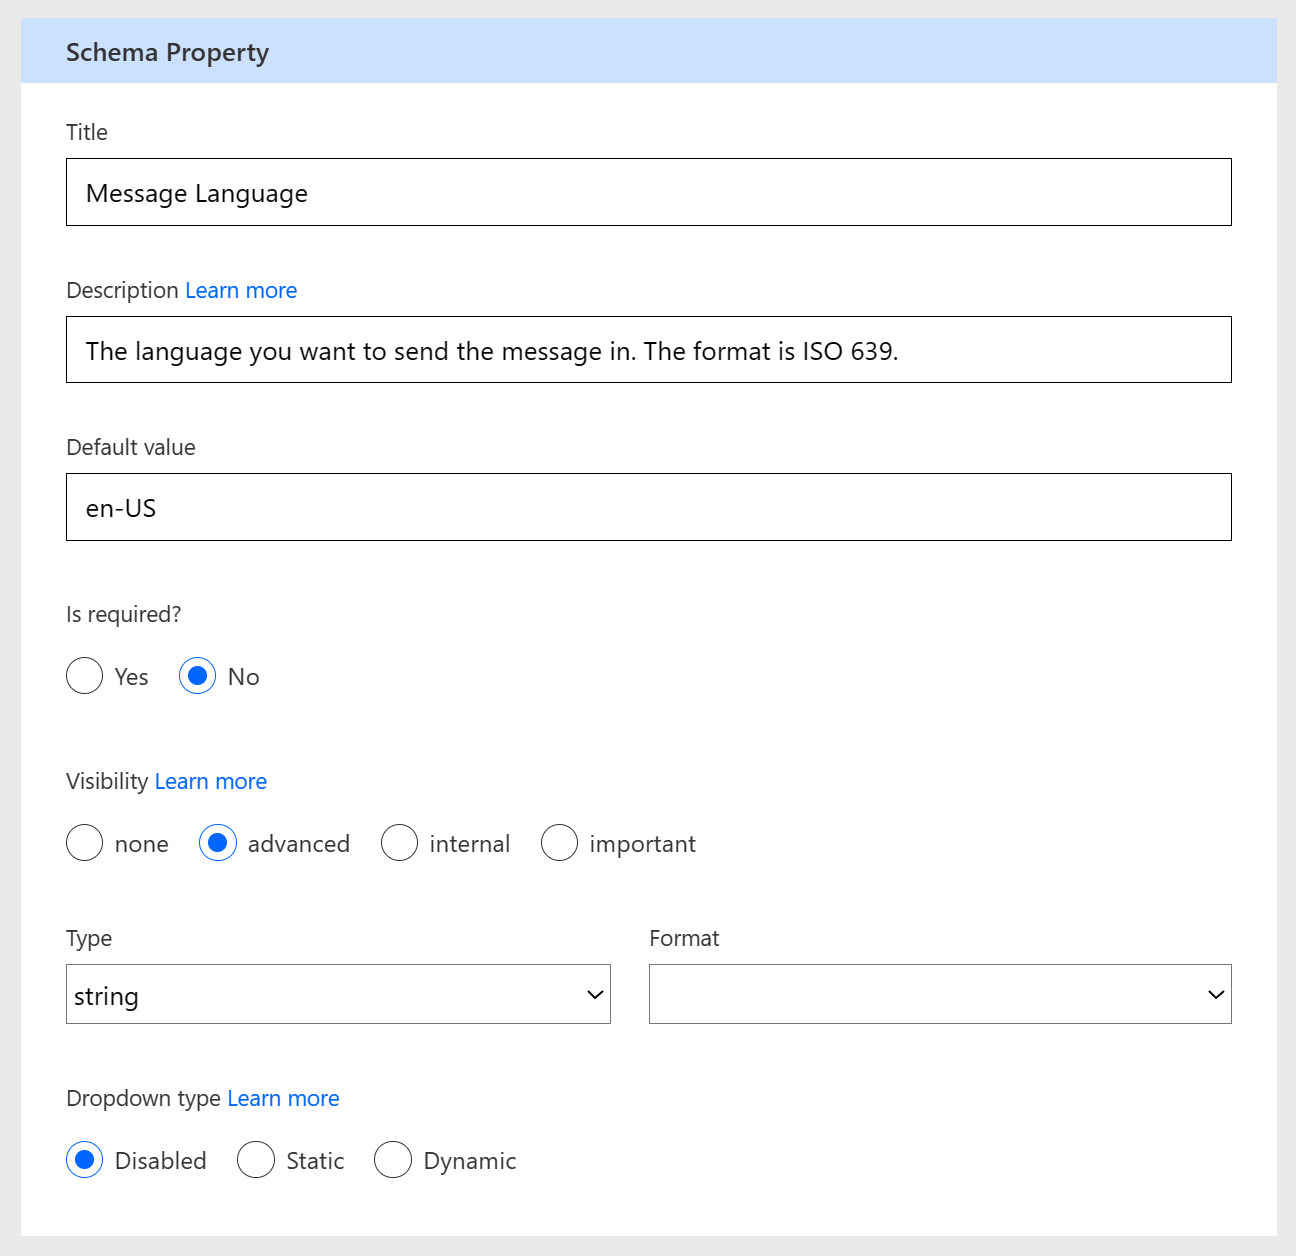 Schema Property
Title
Message Language
Description Learn more
The language you want to send the message in. The format is ISO 639.
Default value
en-US
Is required?
Yes No
Visibility Learn more
none advanced internal important
Type Format
string
Dropdown type Learn more
Disabled Static Dynamic